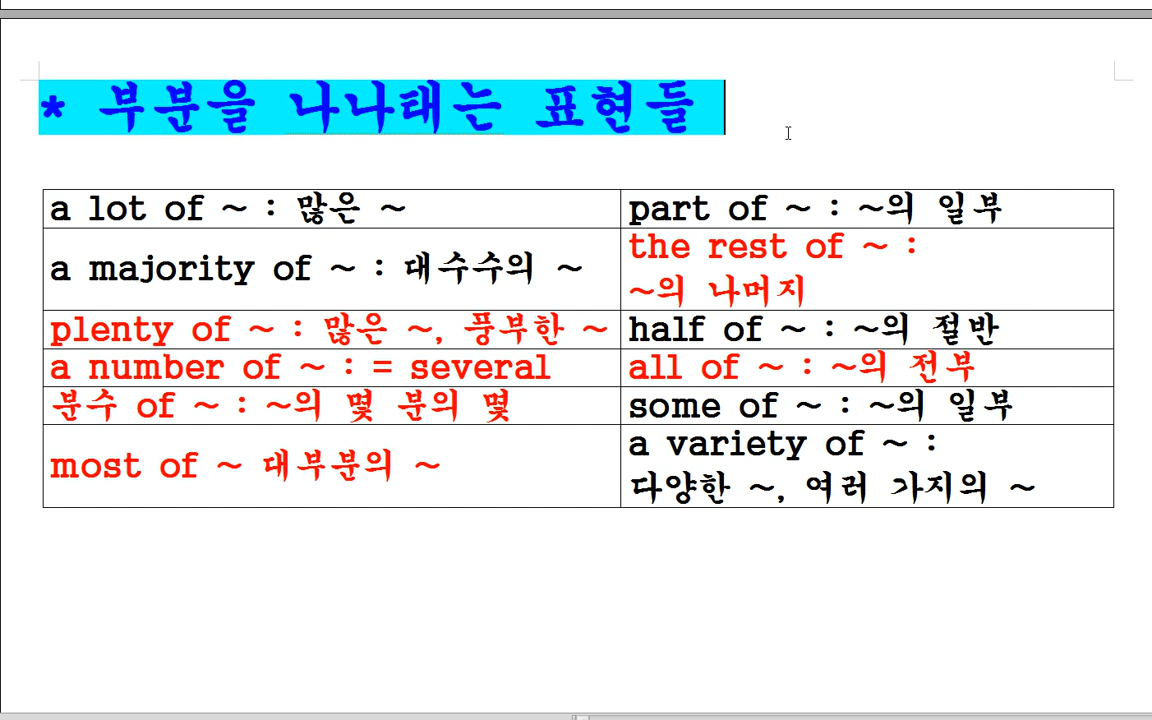 * 부분을 나나태는 표현들
a lot of ~ : 많은 ~
part of ~ : ~의 일부
a majority of ~ : 대수수의 ~
the rest of ~ :
~의 나머지
plenty of ~ : 많은 ~, 풍부한 ~
half of ~ : ~의 절반
a number of ~ : = several
all of ~ : ~의 전부
분수 of ~ : ~의 몇 분의 몇
some of ~ : ~의 일부
most of ~ 대부분의 ~
a variety of ~ :
다양한 ~, 여러 가지의 ~